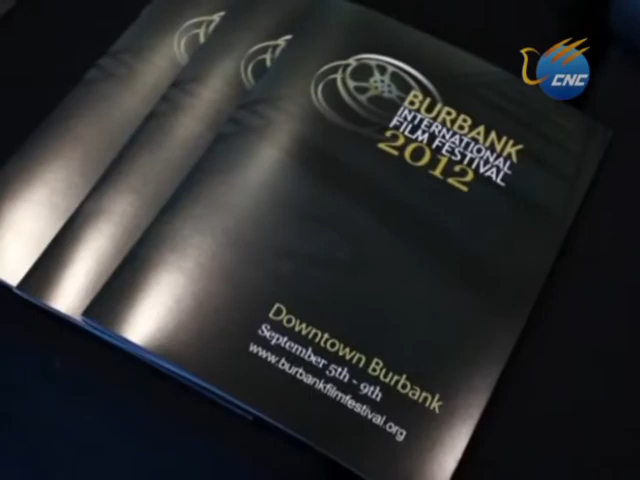 CNC
BURBANK
INTERNATIONAL
FILM FESTIVAL
2012
Downtown Burbank
September 5th - 9th
www.burbankfilmfestival.org